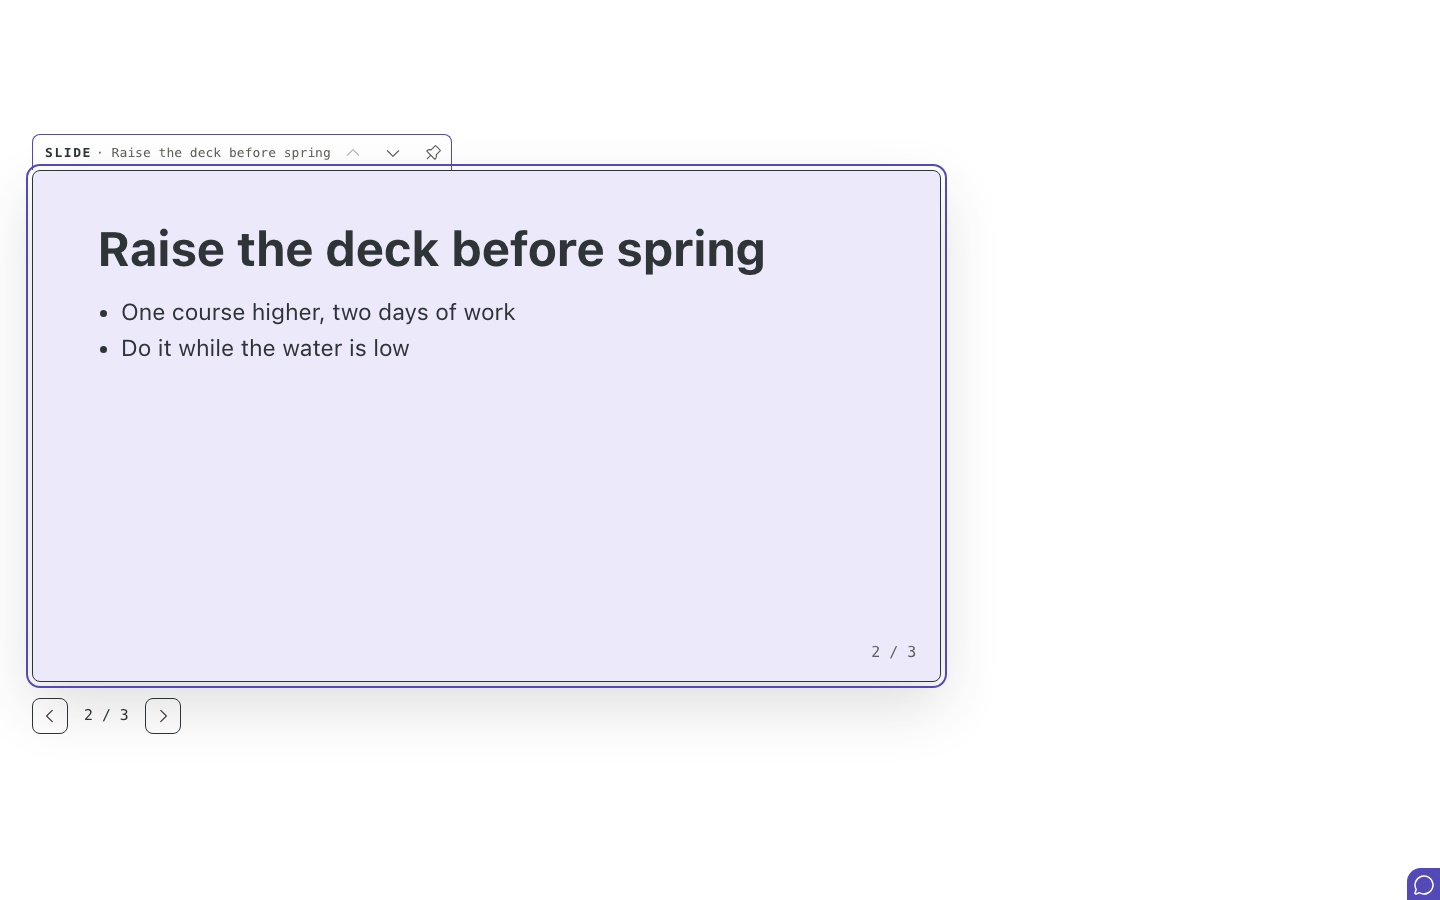 SLIDE · Raise the deck before spring
Raise the deck before spring
• One course higher, two days of work
• Do it while the water is low
2 / 3
2 / 3